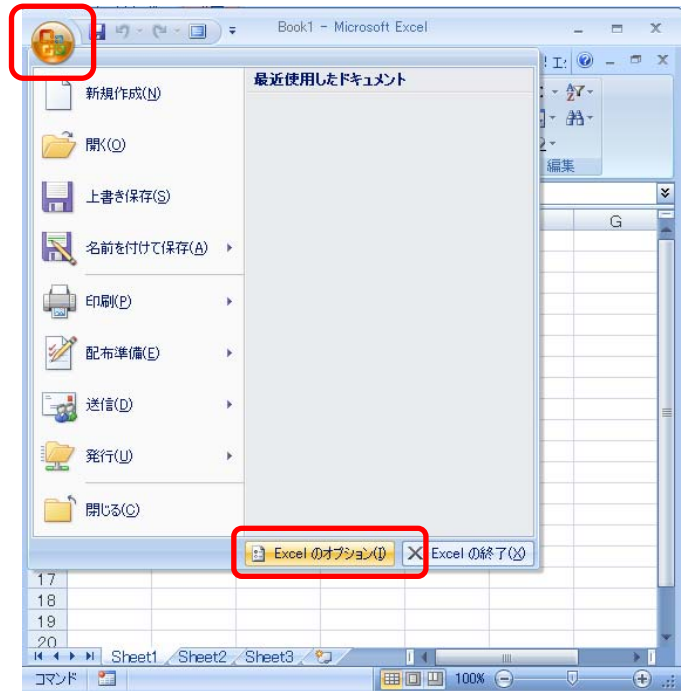 Book1 - Microsoft Excel
新規作成(N)
開く(O)
上書き保存(S)
名前を付けて保存(A)
印刷(P)
配布準備(E)
送信(D)
発行(U)
閉じる(C)
最近使用したドキュメント
Excel のオプション(I)
Excel の終了(X)
編集
G
17
18
19
20
Sheet1
Sheet2
Sheet3
コマンド
100%